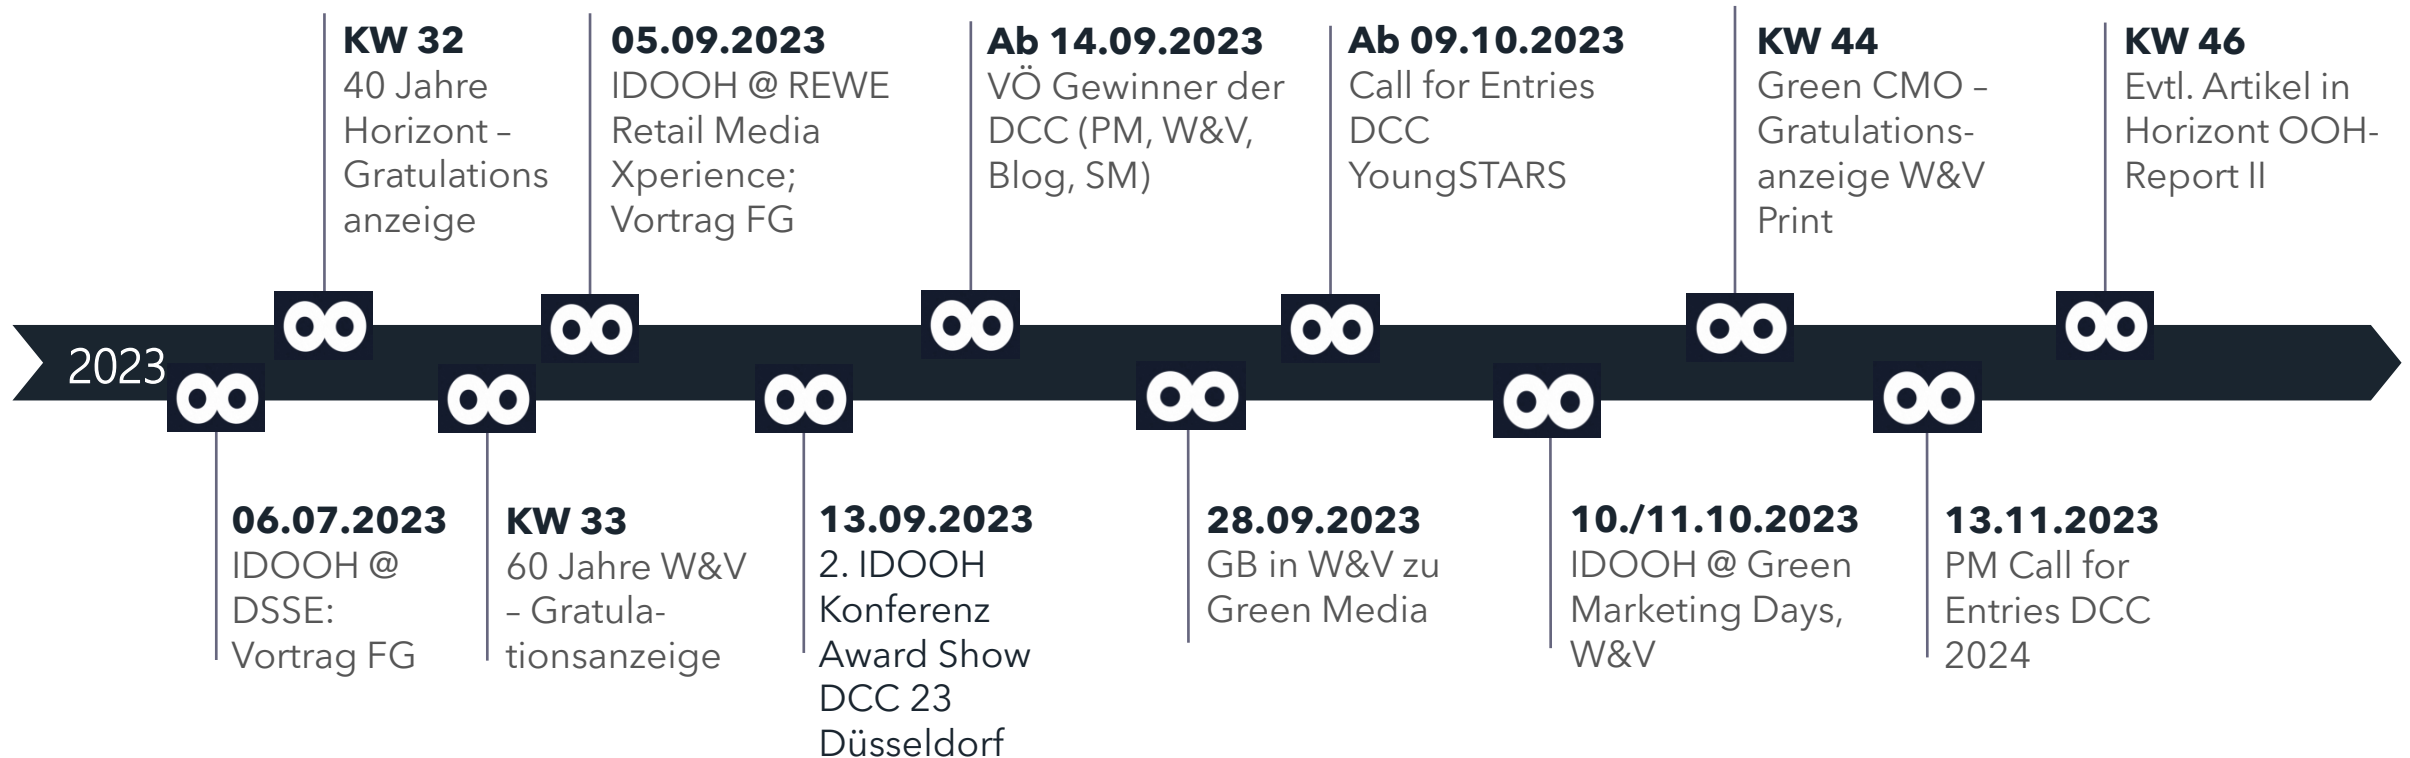 KW 32
40 Jahre
Horizont –
Gratulations
anzeige
05.09.2023
IDOOH @ REWE
Retail Media
Xperience;
Vortrag FG
Ab 14.09.2023
VÖ Gewinner der
DCC (PM, W&V,
Blog, SM)
Ab 09.10.2023
Call for Entries
DCC
YoungSTARS
KW 44
Green CMO –
Gratulations-
anzeige W&V
Print
KW 46
Evtl. Artikel in
Horizont OOH-
Report II
2023
06.07.2023
IDOOH @
DSSE:
Vortrag FG
KW 33
60 Jahre W&V
– Gratula-
tionsanzeige
13.09.2023
2. IDOOH
Konferenz
Award Show
DCC 23
Düsseldorf
28.09.2023
GB in W&V zu
Green Media
10./11.10.2023
IDOOH @ Green
Marketing Days,
W&V
13.11.2023
PM Call for
Entries DCC
2024